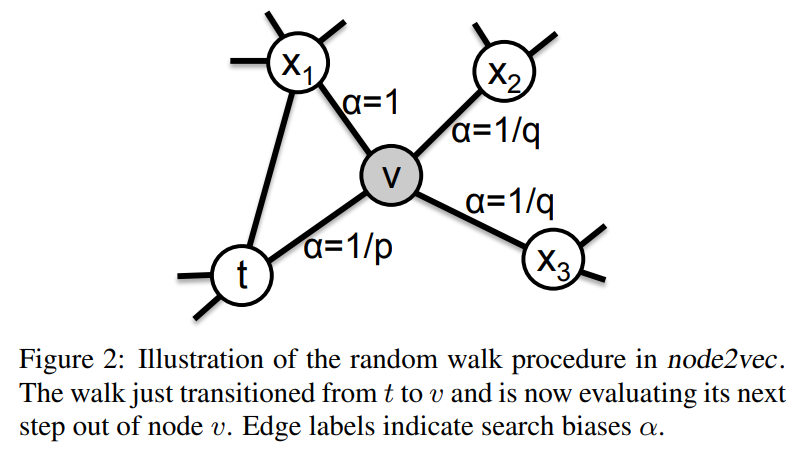 x₁
x₂
α=1
α=1/q
v
α=1/q
α=1/p
t
x₃
Figure 2: Illustration of the random walk procedure in node2vec.
The walk just transitioned from t to v and is now evaluating its next
step out of node v. Edge labels indicate search biases α.